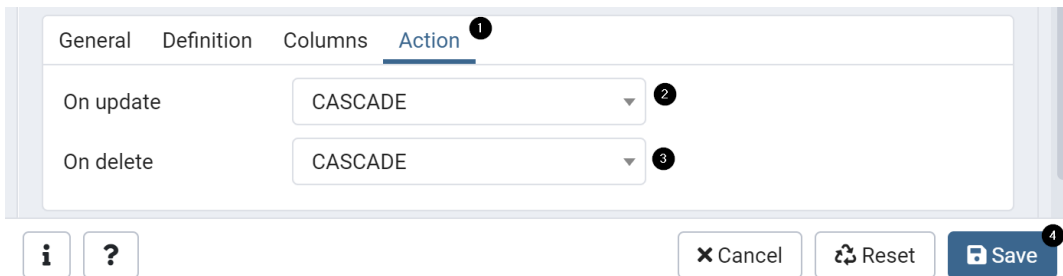 General Definition Columns Action 1
On update CASCADE 2
On delete CASCADE 3
i ? Cancel Reset Save 4